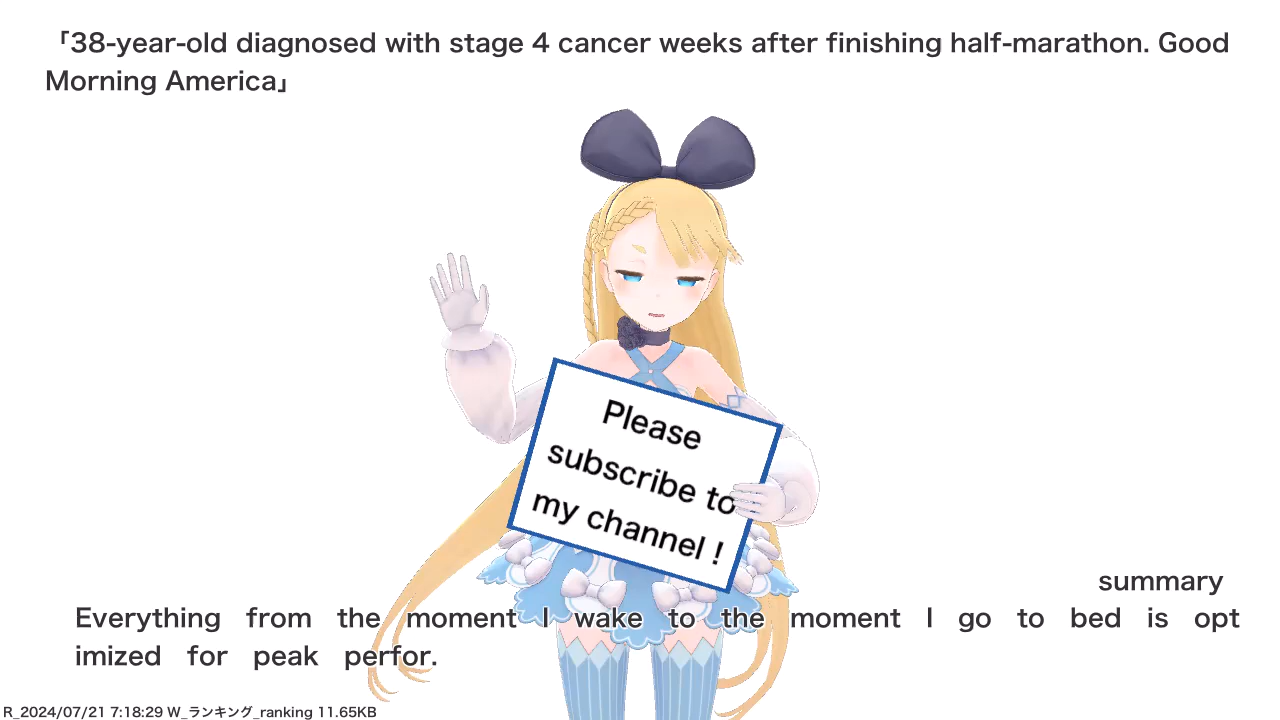 「38-year-old diagnosed with stage 4 cancer weeks after finishing half-marathon. Good
Morning America」
Please
subscribe to
my channel !
summary
Everything from the moment I wake to the moment I go to bed is opt
imized for peak perfor.
R_2024/07/21 7:18:29 W_ランキング_ranking 11.65KB